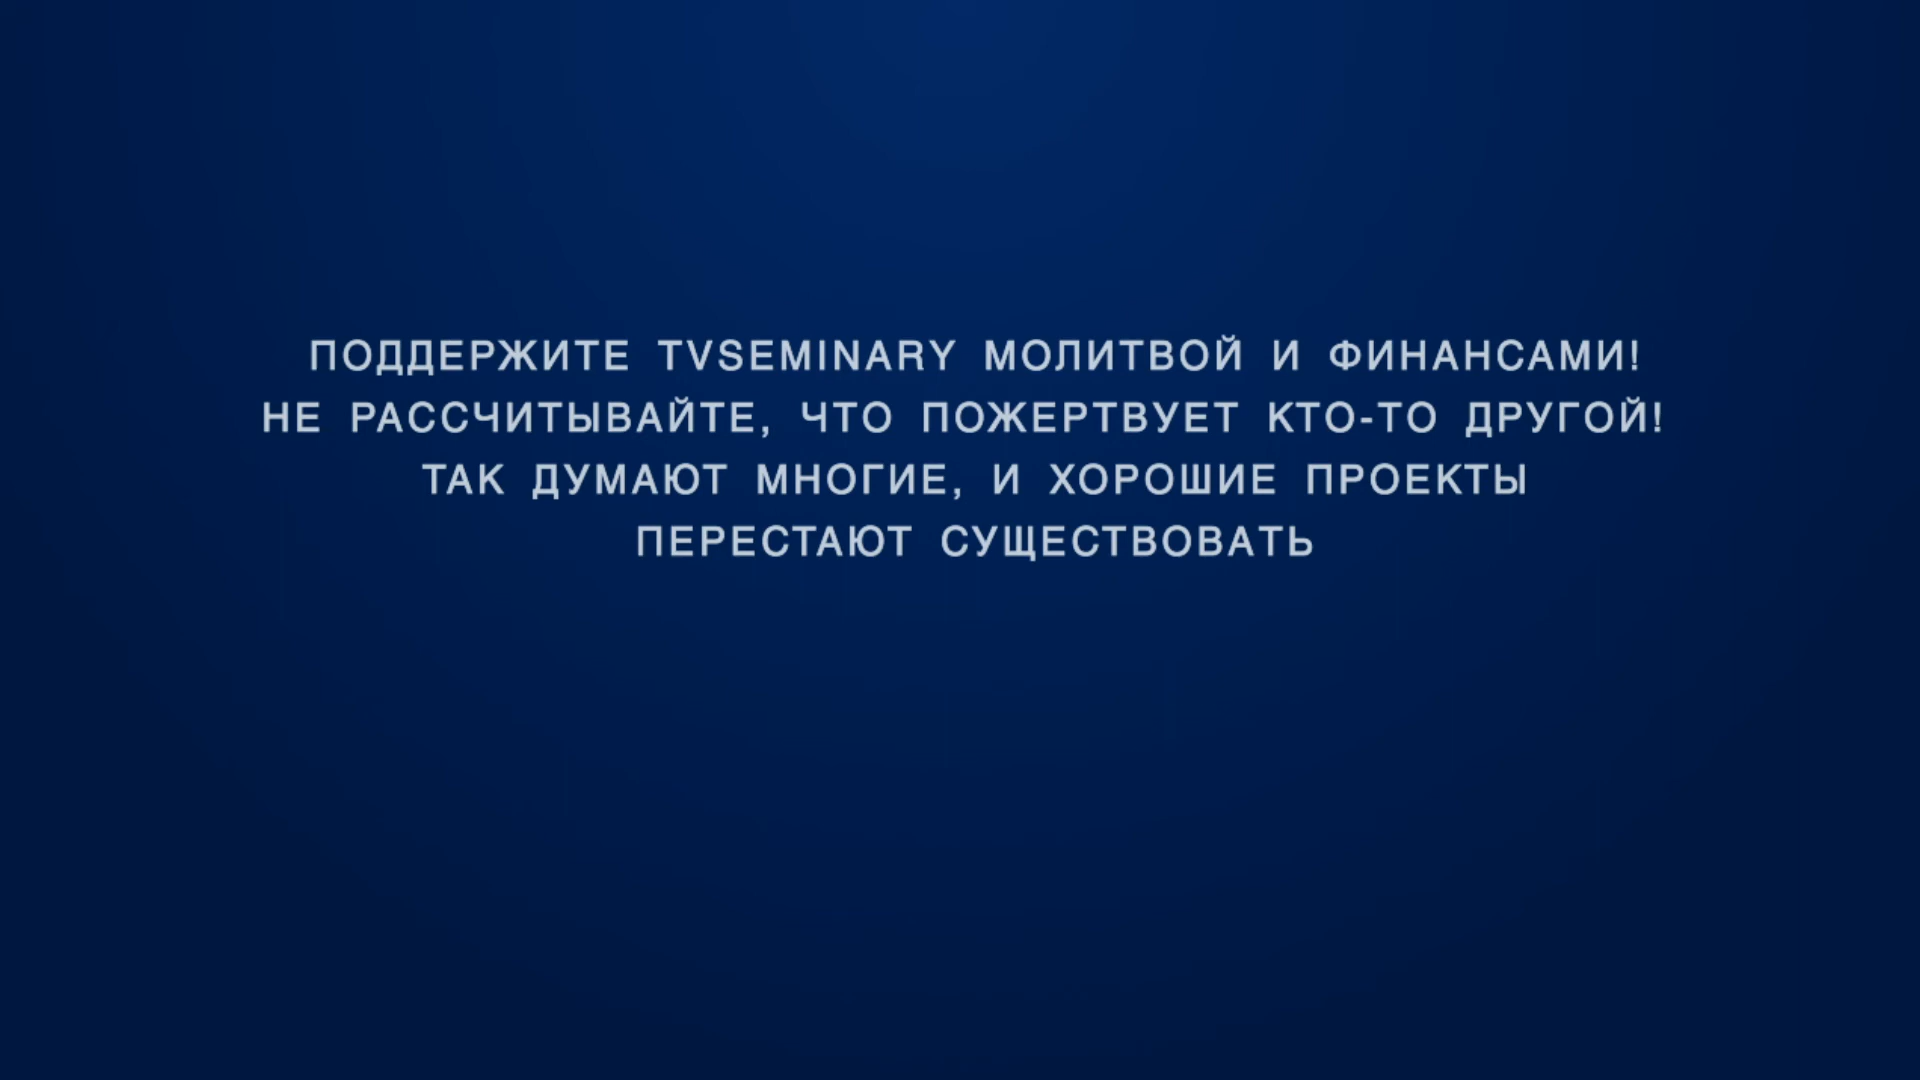 ПОДДЕРЖИТЕ TVSEMINARY МОЛИТВОЙ И ФИНАНСАМИ!
НЕ РАССЧИТЫВАЙТЕ, ЧТО ПОЖЕРТВУЕТ КТО-ТО ДРУГОЙ!
ТАК ДУМАЮТ МНОГИЕ, И ХОРОШИЕ ПРОЕКТЫ
ПЕРЕСТАЮТ СУЩЕСТВОВАТЬ